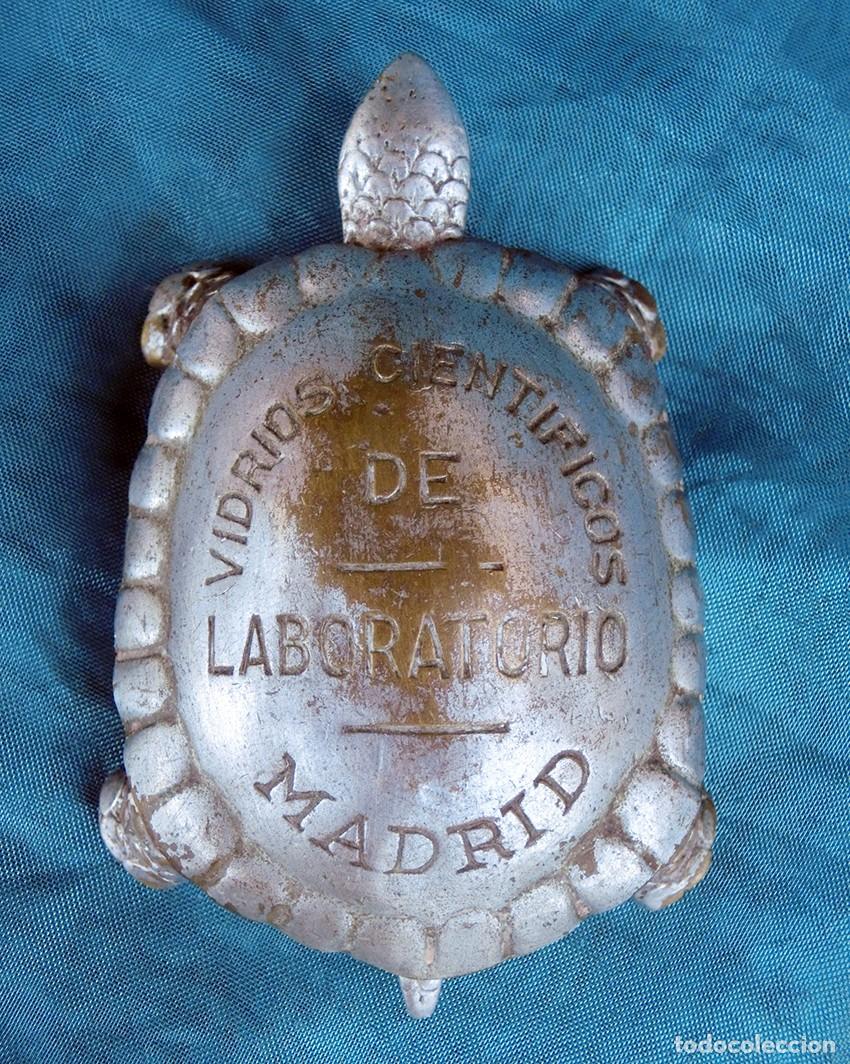 VIDRIOS CIENTIFICOS
DE
LABORATORIO
MADRID
todocoleccion